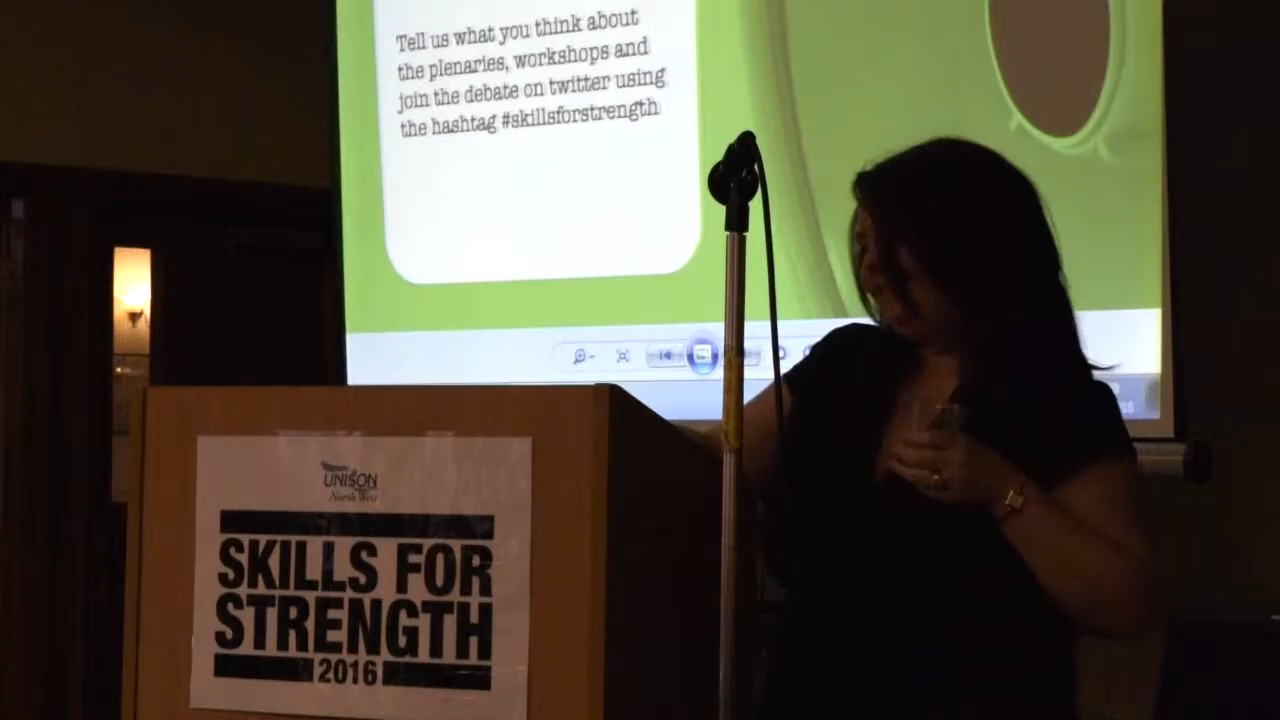 Tell us what you think about
the plenaries, workshops and
join the debate on twitter using
the hashtag #skillsforstrength
UNISON
North West
SKILLS FOR
STRENGTH
2016